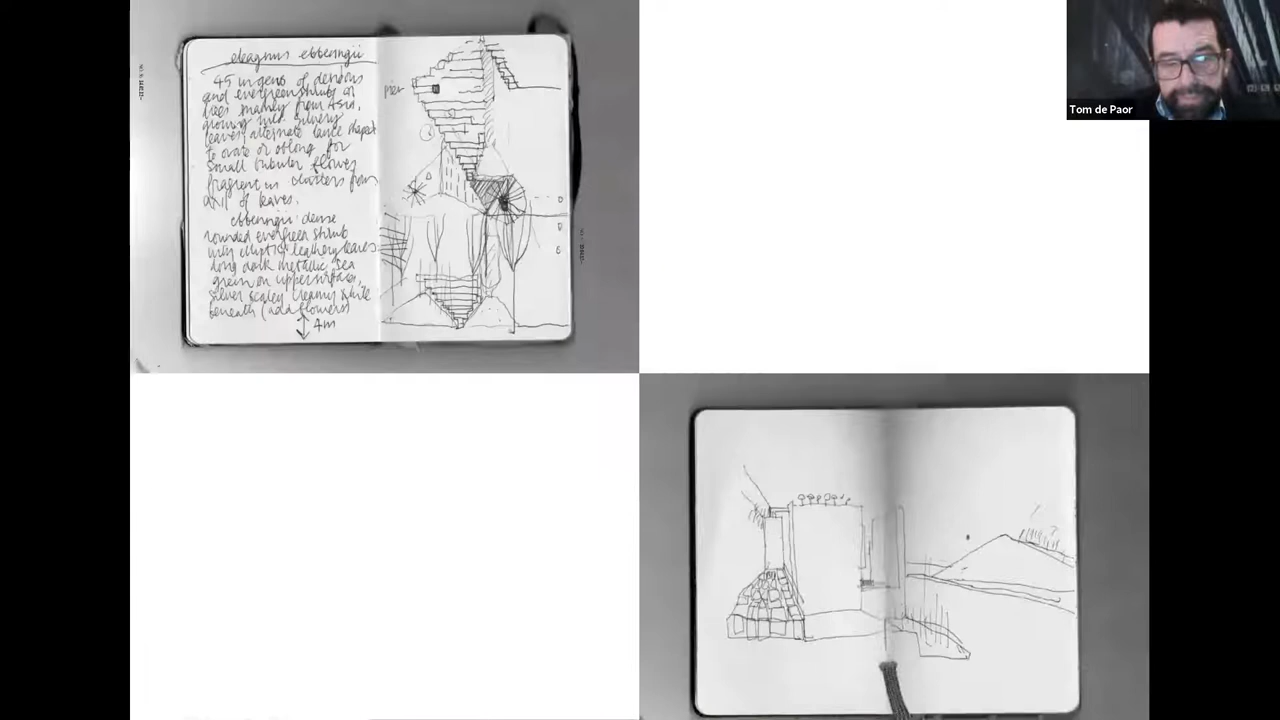 eleagnus ebbengii
45 in genus of
and evergreen shrubs or
trees mainly from Asia,
growing wild. Silvery
leaves alternate lance shaped
to ovate or oblong for
small tubular flower
fragrant in clusters from
axil of leaves.
ebbengii: dense
rounded evergreen shrub
with elliptic leathery leaves
long dark metallic sea
green on upper surface,
silver scaley creamy white
beneath (add flowers)
4m
Tom de Paor